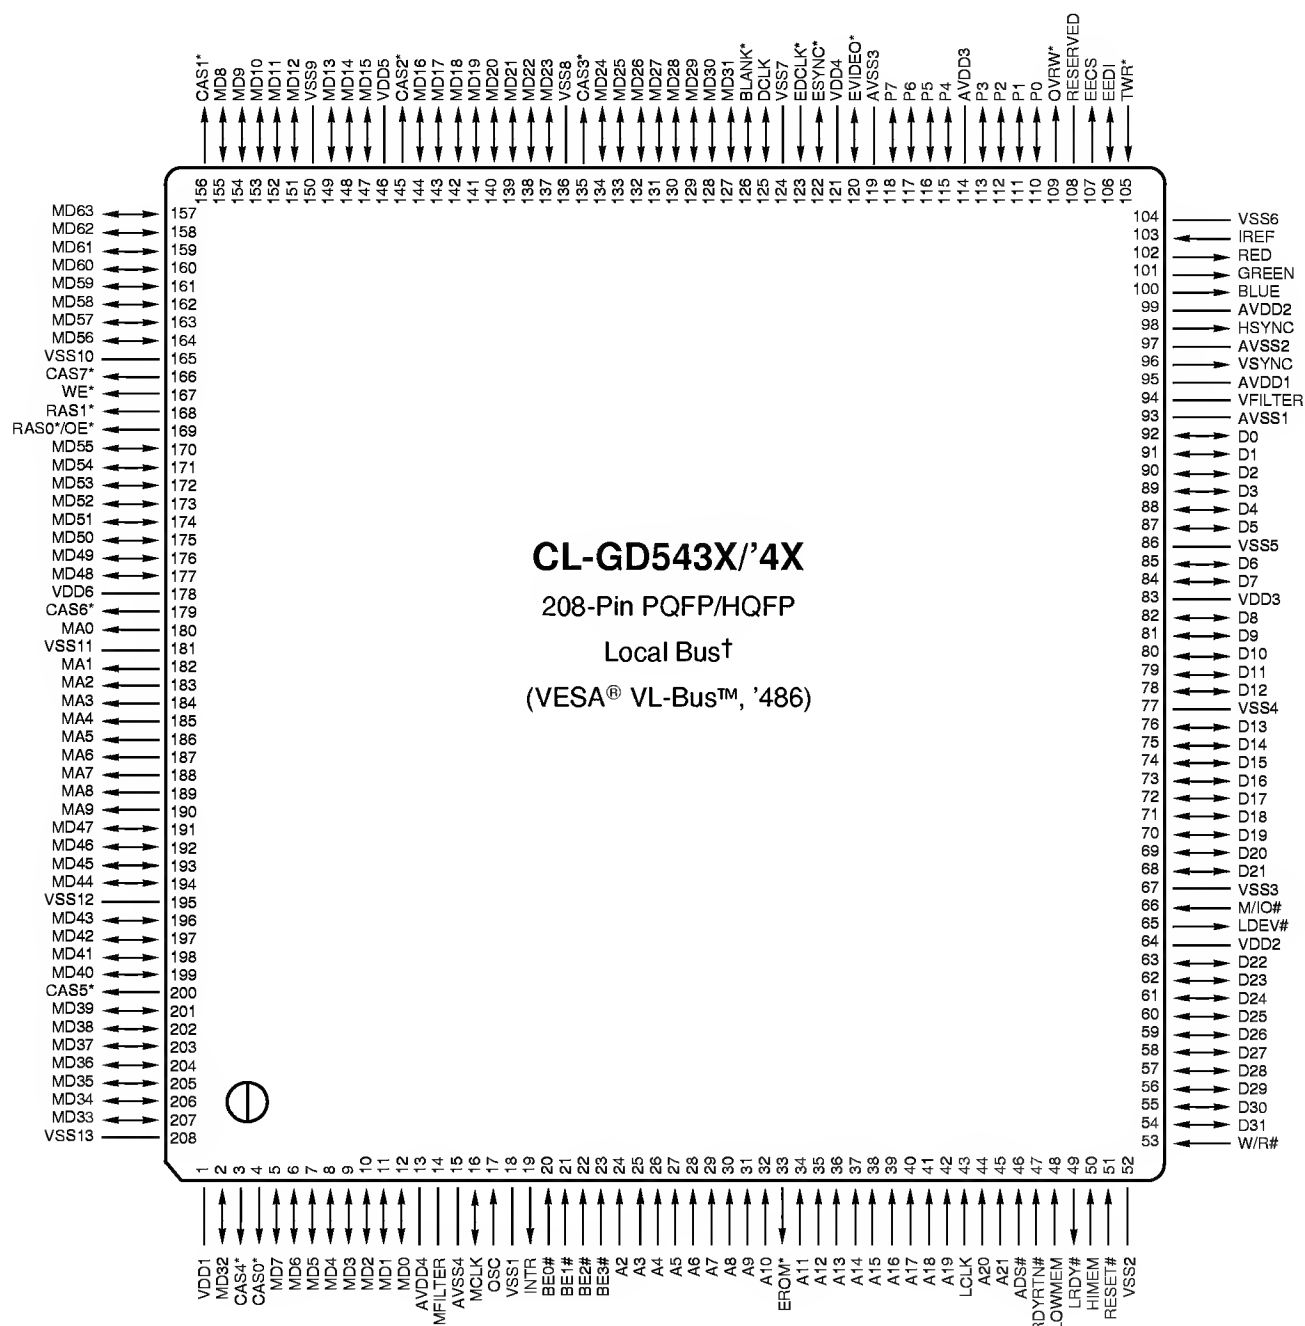 CAS1* MD8 MD9 MD10 MD11 MD12 VSS9 MD13 MD14 MD15 VDD5 CAS2* MD16 MD17 MD18 MD19 MD20 MD21 MD22 MD23 VSS8 CAS3* MD24 MD25 MD26 MD27 MD28 MD29 MD30 MD31 BLANK* DCLK VSS7 EDCLK* ESYNC* VDD4 EVIDEO* AVSS3 P7 P6 P5 P4 AVDD3 P3 P2 P1 P0 OVRW* RESERVED EECS EEDI TWR*
156 155 154 153 152 151 150 149 148 147 146 145 144 143 142 141 140 139 138 137 136 135 134 133 132 131 130 129 128 127 126 125 124 123 122 121 120 119 118 117 116 115 114 113 112 111 110 109 108 107 106 105
MD63 157
MD62 158
MD61 159
MD60 160
MD59 161
MD58 162
MD57 163
MD56 164
VSS10 165
CAS7* 166
WE* 167
RAS1* 168
RAS0*/OE* 169
MD55 170
MD54 171
MD53 172
MD52 173
MD51 174
MD50 175
MD49 176
MD48 177
VDD6 178
CAS6* 179
MA0 180
VSS11 181
MA1 182
MA2 183
MA3 184
MA4 185
MA5 186
MA6 187
MA7 188
MA8 189
MA9 190
MD47 191
MD46 192
MD45 193
MD44 194
VSS12 195
MD43 196
MD42 197
MD41 198
MD40 199
CAS5* 200
MD39 201
MD38 202
MD37 203
MD36 204
MD35 205
MD34 206
MD33 207
VSS13 208
CL-GD543X/'4X
208-Pin PQFP/HQFP
Local Bus†
(VESA® VL-Bus™, '486)
104 VSS6
103 IREF
102 RED
101 GREEN
100 BLUE
99 AVDD2
98 HSYNC
97 AVSS2
96 VSYNC
95 AVDD1
94 VFILTER
93 AVSS1
92 D0
91 D1
90 D2
89 D3
88 D4
87 D5
86 VSS5
85 D6
84 D7
83 VDD3
82 D8
81 D9
80 D10
79 D11
78 D12
77 VSS4
76 D13
75 D14
74 D15
73 D16
72 D17
71 D18
70 D19
69 D20
68 D21
67 VSS3
66 M/IO#
65 LDEV#
64 VDD2
63 D22
62 D23
61 D24
60 D25
59 D26
58 D27
57 D28
56 D29
55 D30
54 D31
53 W/R#
1 2 3 4 5 6 7 8 9 10 11 12 13 14 15 16 17 18 19 20 21 22 23 24 25 26 27 28 29 30 31 32 33 34 35 36 37 38 39 40 41 42 43 44 45 46 47 48 49 50 51 52
VDD1 MD32 CAS4* CAS0* MD7 MD6 MD5 MD4 MD3 MD2 MD1 MD0 AVDD4 MFILTER AVSS4 MCLK OSC VSS1 INTR BE0# BE1# BE2# BE3# A2 A3 A4 A5 A6 A7 A8 A9 A10 EROM* A11 A12 A13 A14 A15 A16 A17 A18 A19 LCLK A20 A21 ADS# RDYRTN# LOWMEM LRDY# HIMEM RESET# VSS2